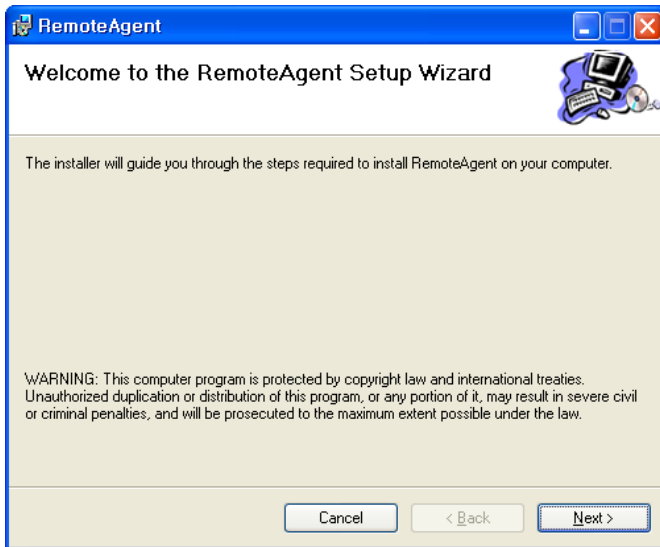 RemoteAgent
Welcome to the RemoteAgent Setup Wizard
The installer will guide you through the steps required to install RemoteAgent on your computer.
WARNING: This computer program is protected by copyright law and international treaties.
Unauthorized duplication or distribution of this program, or any portion of it, may result in severe civil
or criminal penalties, and will be prosecuted to the maximum extent possible under the law.
Cancel
< Back
Next >